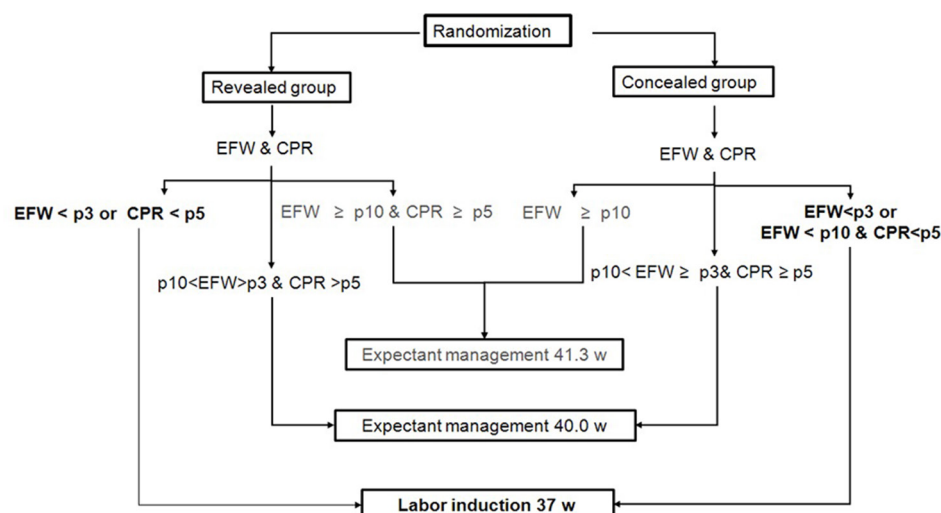 Randomization
Revealed group
Concealed group
EFW & CPR
EFW & CPR
EFW < p3 or CPR < p5
EFW ≥ p10 & CPR ≥ p5
EFW ≥ p10
EFW<p3 or
EFW < p10 & CPR<p5
p10<EFW>p3 & CPR >p5
p10< EFW ≥ p3& CPR ≥ p5
Expectant management 41.3 w
Expectant management 40.0 w
Labor induction 37 w